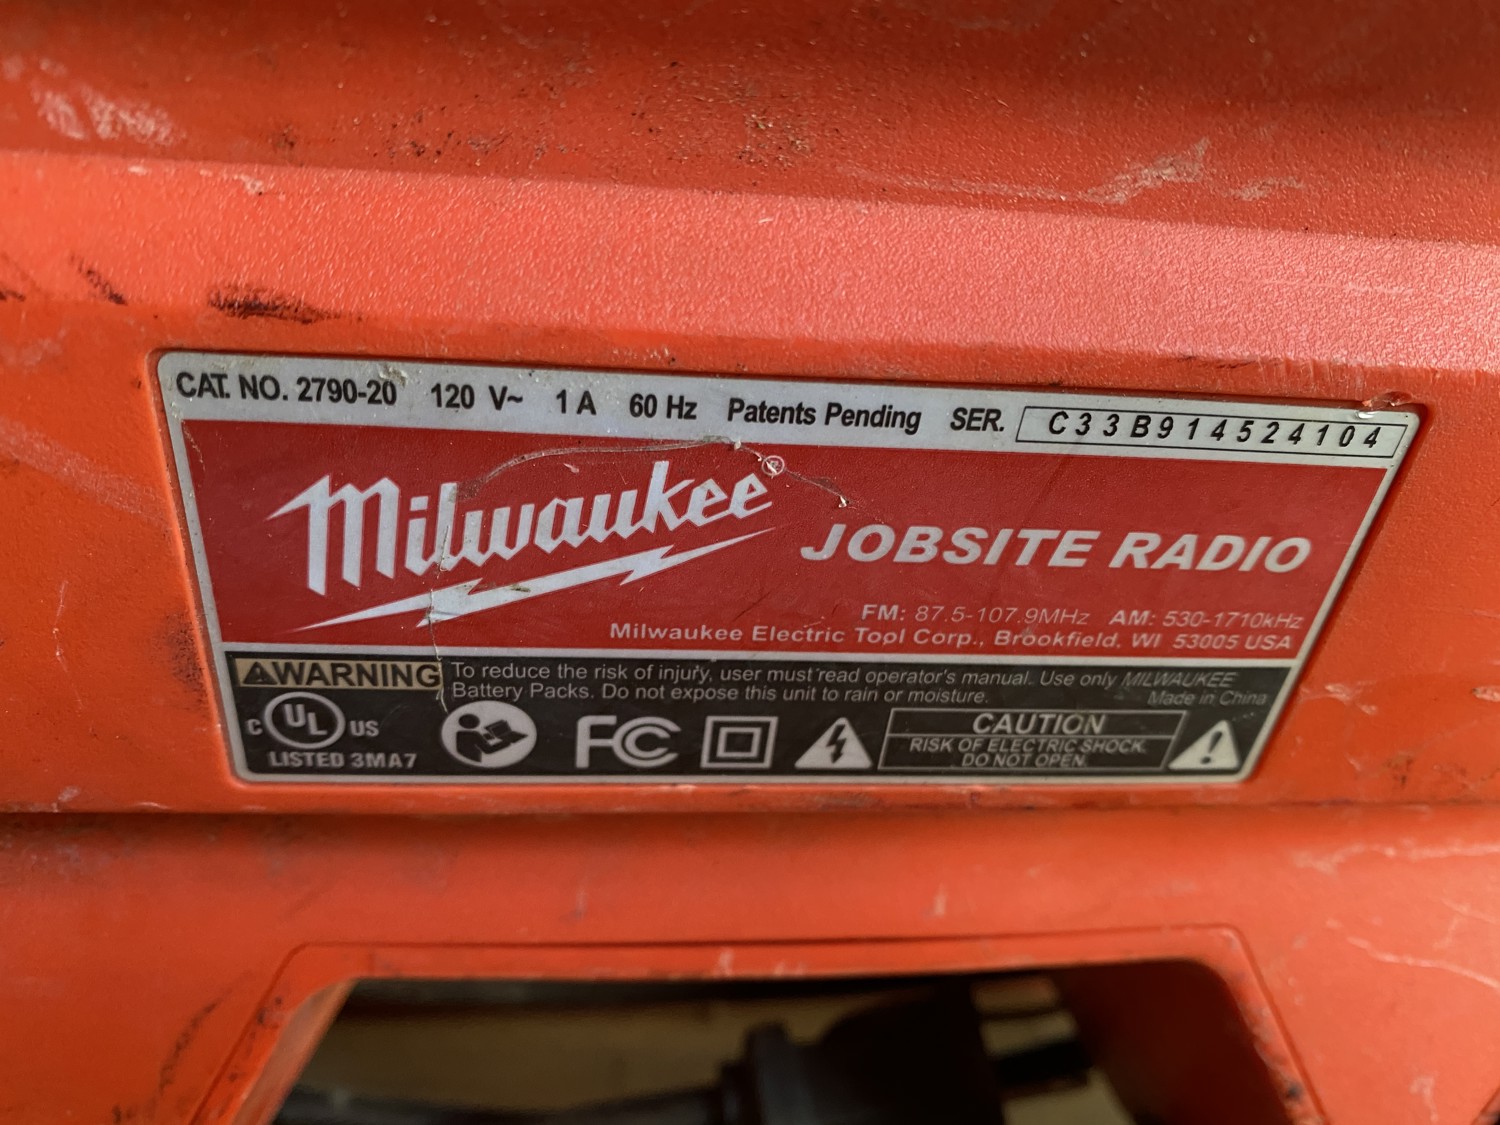 CAT. NO. 2790-20 120 V~ 1 A 60 Hz Patents Pending SER. C33B914524104
Milwaukee®
JOBSITE RADIO
FM: 87.5-107.9MHz AM: 530-1710kHz
Milwaukee Electric Tool Corp., Brookfield, WI 53005 USA
WARNING To reduce the risk of injury, user must read operator's manual. Use only MILWAUKEE
Battery Packs. Do not expose this unit to rain or moisture. Made in China
C UL US
LISTED 3MA7
FC
CAUTION
RISK OF ELECTRIC SHOCK.
DO NOT OPEN.